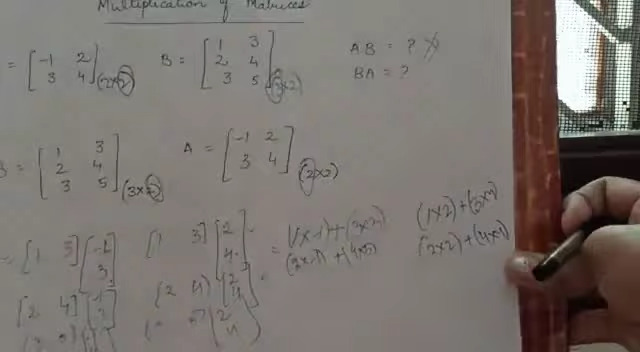 Multiplication of Matrices
= [-1 2
3 4] (2×2) B = [1 3
2 4
3 5] (3×2) AB = ?
BA = ?
B = [1 3
2 4
3 5] (3×2) A = [-1 2
3 4] (2×2)
= [1 3] [-1
3] [1 3] [2
4] = (1×-1)+(3×3) (1×2)+(3×4)
[2 4] [-1
3] [2 4] [2
4] (2×-1)+(4×3) (2×2)+(4×4)
[2
4]